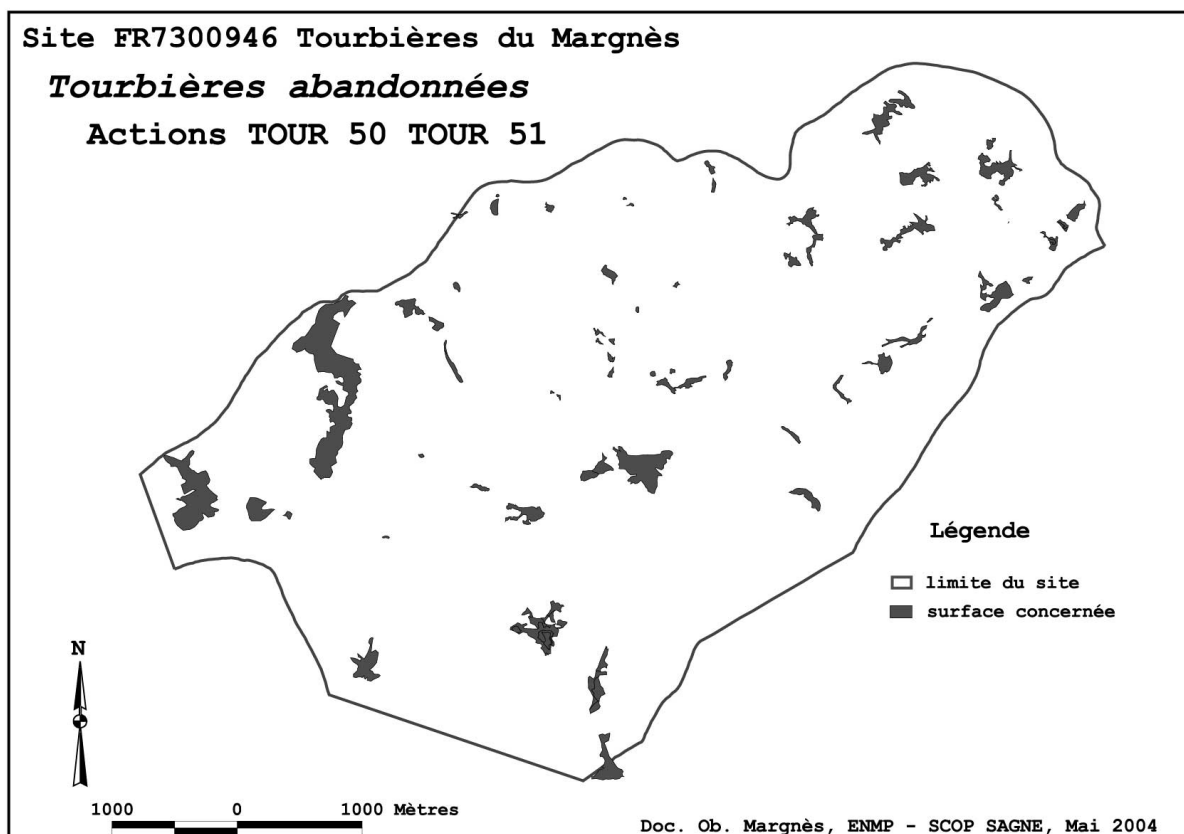 Site FR7300946 Tourbières du Margnès
Tourbières abandonnées
Actions TOUR 50 TOUR 51
Légende
limite du site
surface concernée
N
1000 0 1000 Mètres
Doc. Ob. Margnès, ENMP - SCOP SAGNE, Mai 2004